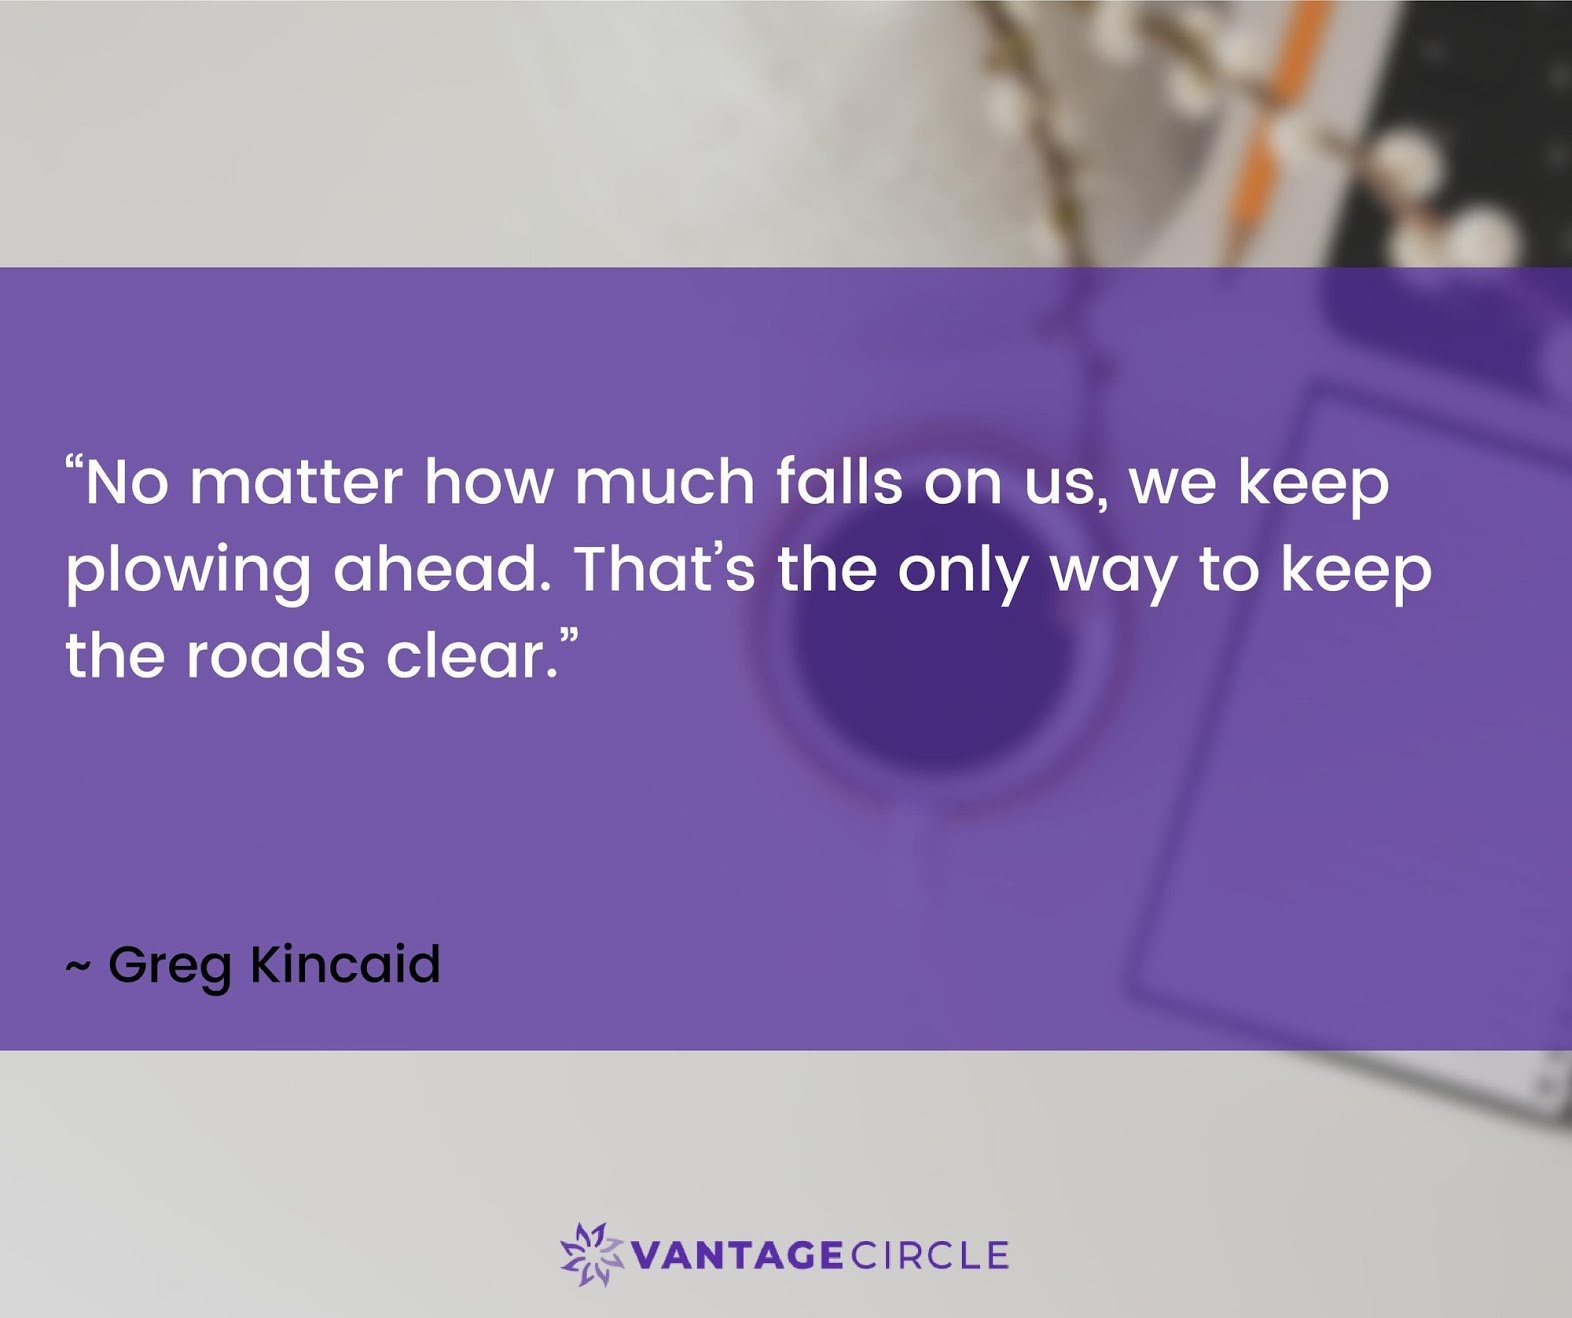 “No matter how much falls on us, we keep
plowing ahead. That’s the only way to keep
the roads clear.”
~ Greg Kincaid
VANTAGECIRCLE